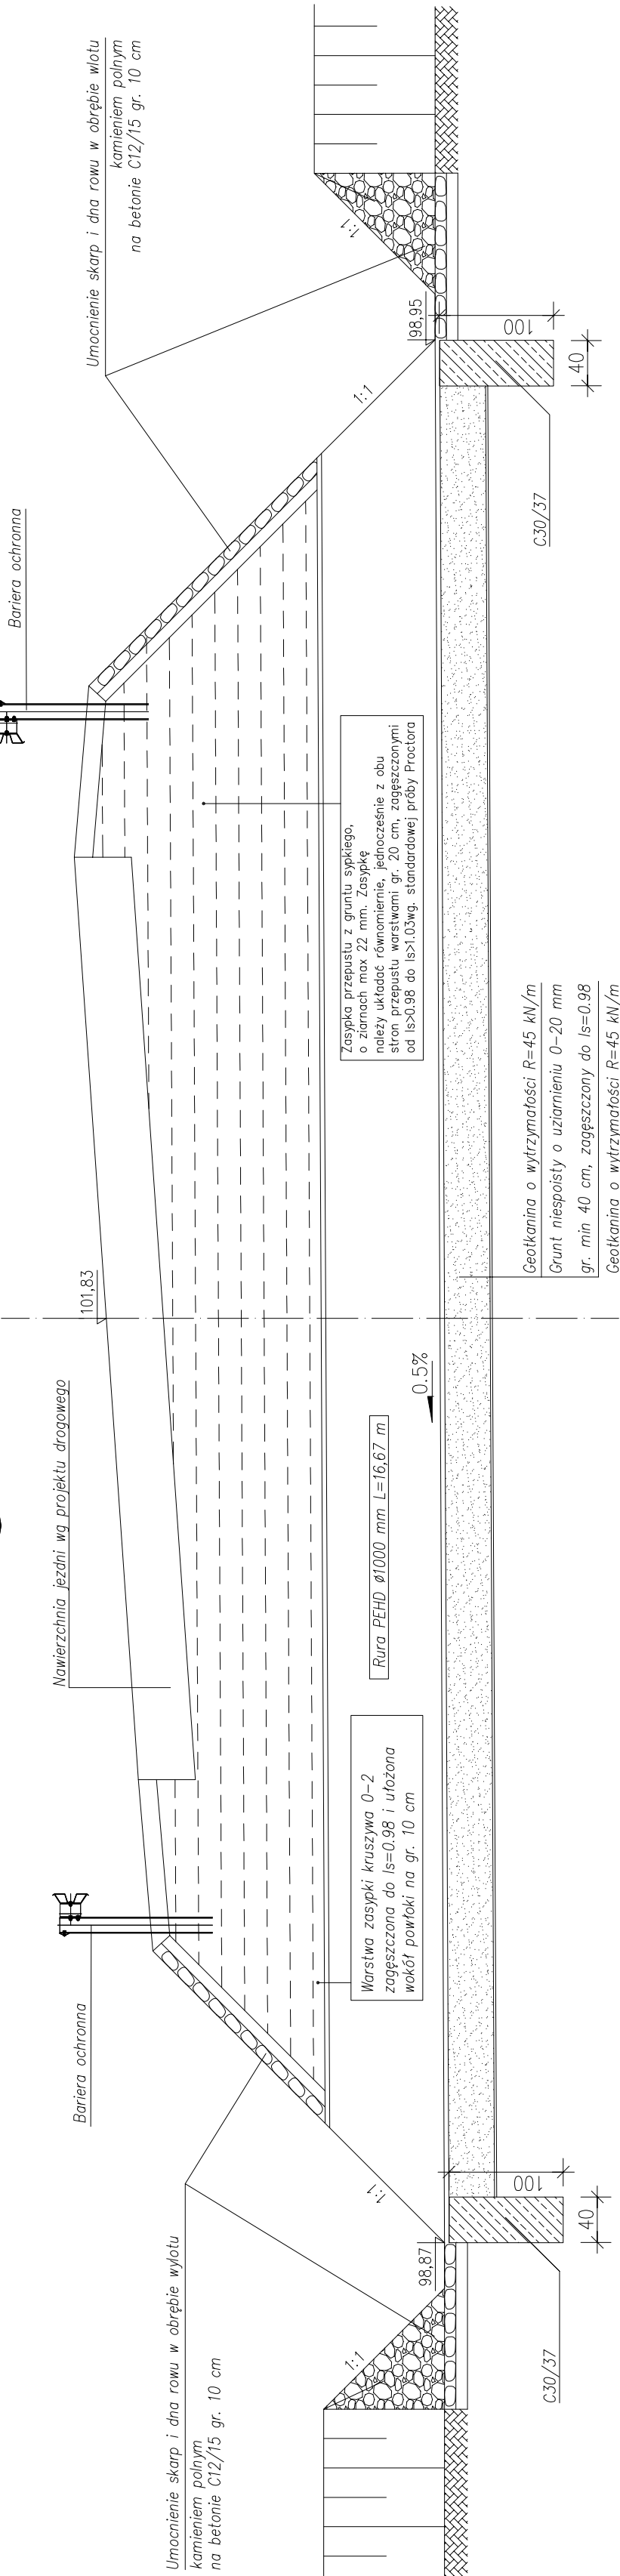 Umocnienie skarp i dna rowu w obrębie wylotu
kamieniem polnym
na betonie C12/15 gr. 10 cm
Bariera ochronna
Nawierzchnia jezdni wg projektu drogowego
101,83
Bariera ochronna
Umocnienie skarp i dna rowu w obrębie wlotu
kamieniem polnym
na betonie C12/15 gr. 10 cm
1:1
98,87
1:1
Warstwa zasypki kruszywa 0-2
zagęszczona do Is=0.98 i ułożona
wokół powłoki na gr. 10 cm
Rura PEHD ø1000 mm L=16,67 m
0.5%
Zasypka przepustu z gruntu sypkiego,
o ziarnach max 22 mm. Zasypkę
należy układać równomiernie, jednocześnie z obu
stron przepustu warstwami gr. 20 cm, zagęszczonymi
od Is>0.98 do Is>1.03wg. standardowej próby Proctora
1:1
98,95
1:1
C30/37
40
100
Geotkanina o wytrzymałości R=45 kN/m
Grunt niespoisty o uziarnieniu 0-20 mm
gr. min 40 cm, zagęszczony do Is=0.98
Geotkanina o wytrzymałości R=45 kN/m
C30/37
40
100